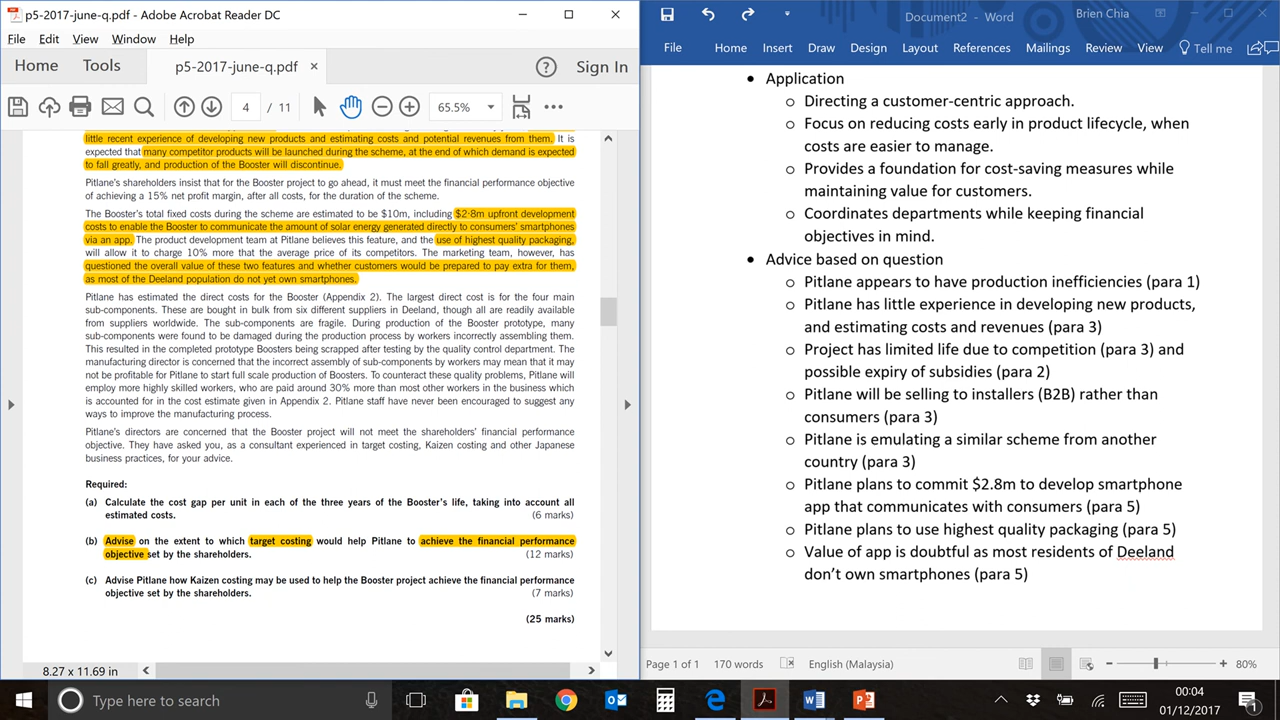 p5-2017-june-q.pdf - Adobe Acrobat Reader DC
File Edit View Window Help
Home Tools p5-2017-june-q.pdf × ? Sign In
4 / 11 65.5%
little recent experience of developing new products and estimating costs and potential revenues from them. It is
expected that many competitor products will be launched during the scheme, at the end of which demand is expected
to fall greatly, and production of the Booster will discontinue.
Pitlane's shareholders insist that for the Booster project to go ahead, it must meet the financial performance objective
of achieving a 15% net profit margin, after all costs, for the duration of the scheme.
The Booster's total fixed costs during the scheme are estimated to be $10m, including $2·8m upfront development
costs to enable the Booster to communicate the amount of solar energy generated directly to consumers' smartphones
via an app. The product development team at Pitlane believes this feature, and the use of highest quality packaging,
will allow it to charge 10% more than the average price of its competitors. The marketing team, however, has
questioned the overall value of these two features and whether customers would be prepared to pay extra for them,
as most of the Deeland population do not yet own smartphones.
Pitlane has estimated the direct costs for the Booster (Appendix 2). The largest direct cost is for the four main
sub-components. These are bought in bulk from six different suppliers in Deeland, though all are readily available
from suppliers worldwide. The sub-components are fragile. During production of the Booster prototype, many
sub-components were found to be damaged during the production process by workers incorrectly assembling them.
This resulted in the completed prototype Boosters being scrapped after testing by the quality control department. The
manufacturing director is concerned that the incorrect assembly of sub-components by workers may mean that it may
not be profitable for Pitlane to start full scale production of Boosters. To counteract these quality problems, Pitlane will
employ more highly skilled workers, who are paid around 30% more than most other workers in the business which
is accounted for in the cost estimate given in Appendix 2. Pitlane staff have never been encouraged to suggest any
ways to improve the manufacturing process.
Pitlane's directors are concerned that the Booster project will not meet the shareholders' financial performance
objective. They have asked you, as a consultant experienced in target costing, Kaizen costing and other Japanese
business practices, for your advice.
Required:
(a) Calculate the cost gap per unit in each of the three years of the Booster's life, taking into account all
estimated costs. (6 marks)
(b) Advise on the extent to which target costing would help Pitlane to achieve the financial performance
objective set by the shareholders. (12 marks)
(c) Advise Pitlane how Kaizen costing may be used to help the Booster project achieve the financial performance
objective set by the shareholders. (7 marks)
(25 marks)
8.27 x 11.69 in
Document2 - Word Brien Chia
File Home Insert Draw Design Layout References Mailings Review View Tell me
• Application
o Directing a customer-centric approach.
o Focus on reducing costs early in product lifecycle, when
costs are easier to manage.
o Provides a foundation for cost-saving measures while
maintaining value for customers.
o Coordinates departments while keeping financial
objectives in mind.
• Advice based on question
o Pitlane appears to have production inefficiencies (para 1)
o Pitlane has little experience in developing new products,
and estimating costs and revenues (para 3)
o Project has limited life due to competition (para 3) and
possible expiry of subsidies (para 2)
o Pitlane will be selling to installers (B2B) rather than
consumers (para 3)
o Pitlane is emulating a similar scheme from another
country (para 3)
o Pitlane plans to commit $2.8m to develop smartphone
app that communicates with consumers (para 5)
o Pitlane plans to use highest quality packaging (para 5)
o Value of app is doubtful as most residents of Deeland
don't own smartphones (para 5)
Page 1 of 1 170 words English (Malaysia) 80%
Type here to search
00:04
01/12/2017
1